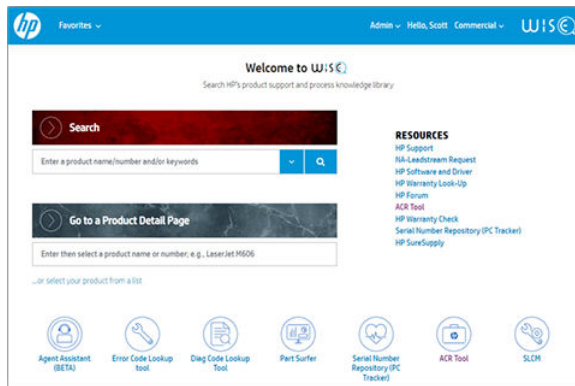 hp Favorites Admin Hello, Scott Commercial WISE
Welcome to WISE
Search HP's product support and process knowledge library
Search
Enter a product name/number and/or keywords
Go to a Product Detail Page
Enter then select a product name or number; e.g., LaserJet M606
...or select your product from a list
RESOURCES
HP Support
NA-Leadstream Request
HP Software and Driver
HP Warranty Look-Up
HP Forum
ACR Tool
HP Warranty Check
Serial Number Repository (PC Tracker)
HP SureSupply
Agent Assistant
(BETA)
Error Code Lookup
tool
Diag Code Lookup
Tool
Part Surfer
Serial Number
Repository (PC
Tracker)
ACR Tool
SLCM